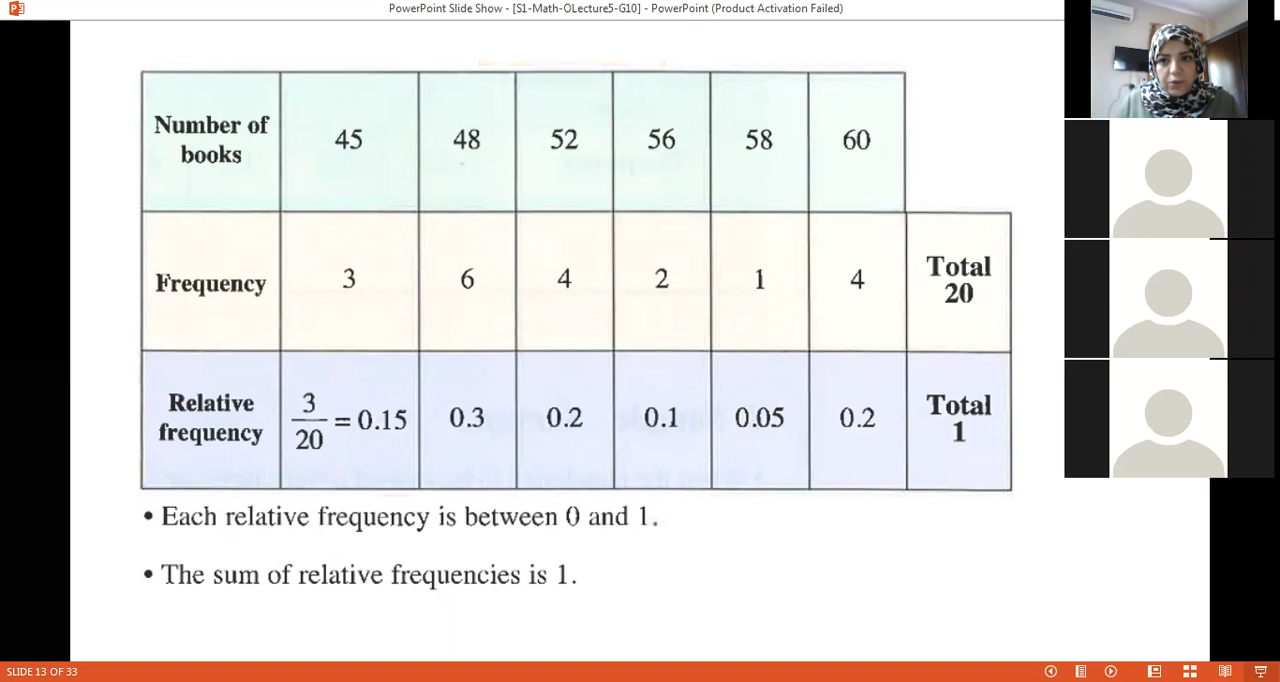 PowerPoint Slide Show - [S1-Math-OLecture5-G10] - PowerPoint (Product Activation Failed)
Number of books 45 48 52 56 58 60
Frequency 3 6 4 2 1 4 Total 20
Relative frequency 3/20 = 0.15 0.3 0.2 0.1 0.05 0.2 Total 1
• Each relative frequency is between 0 and 1.
• The sum of relative frequencies is 1.
SLIDE 13 OF 33